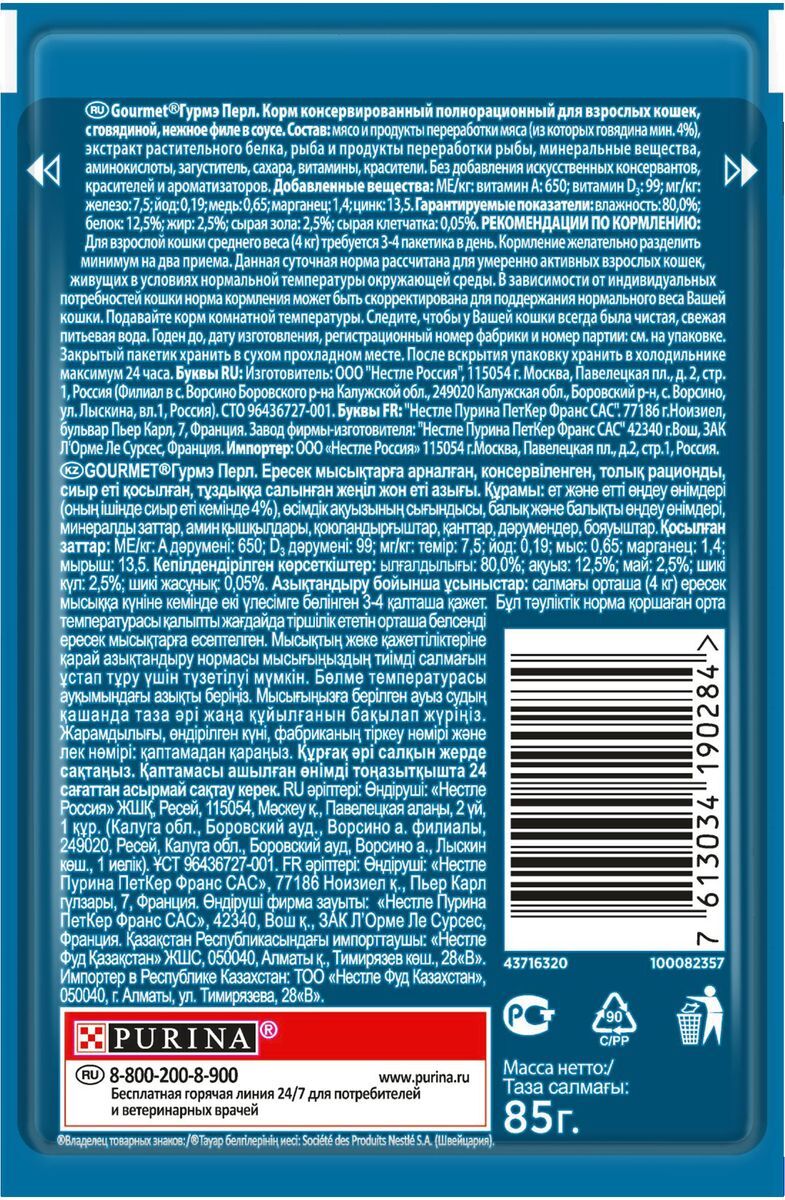 RU Gourmet®Гурмэ Перл. Корм консервированный полнорационный для взрослых кошек,
с говядиной, нежное филе в соусе. Состав: мясо и продукты переработки мяса (из которых говядина мин. 4%),
экстракт растительного белка, рыба и продукты переработки рыбы, минеральные вещества,
аминокислоты, загуститель, сахара, витамины, красители. Без добавления искусственных консервантов,
красителей и ароматизаторов. Добавленные вещества: МЕ/кг: витамин А: 650; витамин D₃: 99; мг/кг:
железо: 7,5; йод: 0,19; медь: 0,65; марганец: 1,4; цинк: 13,5. Гарантируемые показатели: влажность: 80,0%;
белок: 12,5%; жир: 2,5%; сырая зола: 2,5%; сырая клетчатка: 0,05%. РЕКОМЕНДАЦИИ ПО КОРМЛЕНИЮ:
Для взрослой кошки среднего веса (4 кг) требуется 3-4 пакетика в день. Кормление желательно разделить
минимум на два приема. Данная суточная норма рассчитана для умеренно активных взрослых кошек,
живущих в условиях нормальной температуры окружающей среды. В зависимости от индивидуальных
потребностей кошки норма кормления может быть скорректирована для поддержания нормального веса Вашей
кошки. Подавайте корм комнатной температуры. Следите, чтобы у Вашей кошки всегда была чистая, свежая
питьевая вода. Годен до, дату изготовления, регистрационный номер фабрики и номер партии: см. на упаковке.
Закрытый пакетик хранить в сухом прохладном месте. После вскрытия упаковку хранить в холодильнике
максимум 24 часа. Буквы RU: Изготовитель: ООО "Нестле Россия", 115054 г. Москва, Павелецкая пл., д. 2, стр.
1, Россия (Филиал в с. Ворсино Боровского р-на Калужской обл., 249020 Калужская обл., Боровский р-н, с. Ворсино,
ул. Лыскина, вл.1, Россия). СТО 96436727-001. Буквы FR: "Нестле Пурина ПетКер Франс САС". 77186 г.Ноизиел,
бульвар Пьер Карл, 7, Франция. Завод фирмы-изготовителя: "Нестле Пурина ПетКер Франс САС" 42340 г.Вош, ЗАК
Л'Орме Ле Сурсес, Франция. Импортер: ООО «Нестле Россия» 115054 г.Москва, Павелецкая пл., д.2, стр.1, Россия.
KZ GOURMET®Гурмэ Перл. Ересек мысықтарға арналған, консервіленген, толық рационды,
сиыр еті қосылған, тұздыққа салынған жеңіл жон еті азығы. Құрамы: ет және етті өңдеу өнімдері
(оның ішінде сиыр еті кемінде 4%), өсімдік ақуызының сығындысы, балық және балықты өңдеу өнімдері,
минералды заттар, амин қышқылдары, қоюландырғыштар, қанттар, дәрумендер, бояуыштар. Қосылған
заттар: МЕ/кг: А дәрумені: 650; D₃ дәрумені: 99; мг/кг: темір: 7,5; йод: 0,19; мыс: 0,65; марганец: 1,4;
мырыш: 13,5. Кепілдендірілген көрсеткіштер: ылғалдылығы: 80,0%; ақуыз: 12,5%; май: 2,5%; шикі
күл: 2,5%; шикі жасұнық: 0,05%. Азықтандыру бойынша ұсыныстар: салмағы орташа (4 кг) ересек
мысыққа күніне кемінде екі үлесімге бөлінген 3-4 қалташа қажет. Бұл тәуліктік норма қоршаған орта
температурасы қалыпты жағдайда тіршілік ететін орташа белсенді
ересек мысықтарға есептелген. Мысықтың жеке қажеттіліктеріне
қарай азықтандыру нормасы мысығыңыздың тиімді салмағын
ұстап тұру үшін түзетілуі мүмкін. Бөлме температурасы
ауқымындағы азықты беріңіз. Мысығыңызға берілген ауыз судың
қашанда таза әрі жаңа құйылғанын бақылап жүріңіз.
Жарамдылығы, өндірілген күні, фабриканың тіркеу нөмірі және
лек нөмірі: қаптамадан қараңыз. Құрғақ әрі салқын жерде
сақтаңыз. Қаптамасы ашылған өнімді тоңазытқышта 24
сағаттан асырмай сақтау керек. RU әріптері: Өндіруші: «Нестле
Россия» ЖШҚ, Ресей, 115054, Мәскеу қ., Павелецкая алаңы, 2 үй,
1 құр. (Калуга обл., Боровский ауд., Ворсино а. филиалы,
249020, Ресей, Калуга обл., Боровский ауд, Ворсино а., Лыскин
көш., 1 иелік). ҰСТ 96436727-001. FR әріптері: Өндіруші: «Нестле
Пурина ПетКер Франс САС», 77186 Ноизиел қ., Пьер Карл
гүлзары, 7, Франция. Өндіруші фирма зауыты: «Нестле Пурина
ПетКер Франс САС», 42340, Вош қ., ЗАК Л'Орме Ле Сурсес,
Франция. Қазақстан Республикасындағы импорттаушы: «Нестле
Фуд Қазақстан» ЖШС, 050040, Алматы қ., Тимирязев көш., 28«В».
Импортер в Республике Казахстан: ТОО «Нестле Фуд Казахстан»,
050040, г. Алматы, ул. Тимирязева, 28«В».
7 613034 190284 >
43716320 100082357
РСТ
90
C/PP
PURINA®
RU 8-800-200-8-900 www.purina.ru
Бесплатная горячая линия 24/7 для потребителей
и ветеринарных врачей
Масса нетто:/
Таза салмағы:
85г.
®Владелец товарных знаков:/®Тауар белгілерінің иесі: Société des Produits Nestlé S.A. (Швейцария).